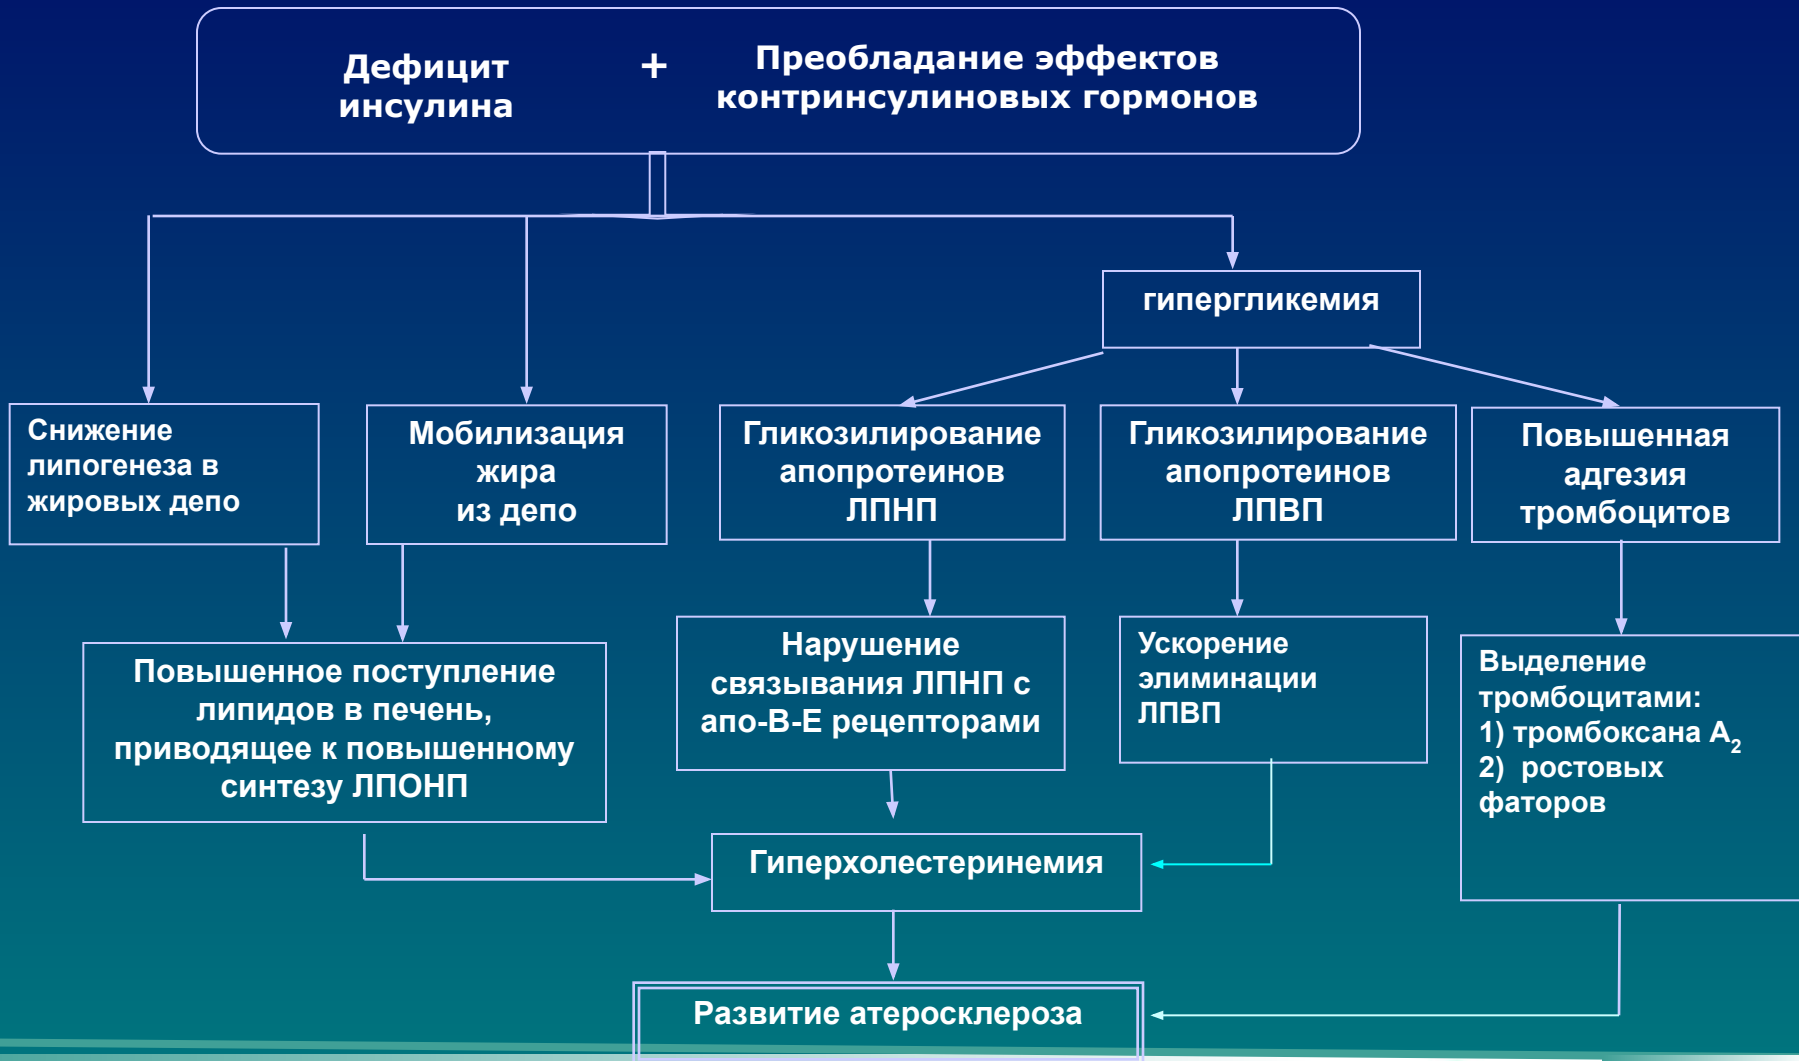 Дефицит
инсулина
+
Преобладание эффектов
контринсулиновых гормонов
гипергликемия
Снижение
липогенеза в
жировых депо
Мобилизация
жира
из депо
Гликозилирование
апопротеинов
ЛПНП
Гликозилирование
апопротеинов
ЛПВП
Повышенная
адгезия
тромбоцитов
Повышенное поступление
липидов в печень,
приводящее к повышенному
синтезу ЛПОНП
Нарушение
связывания ЛПНП с
апо-В-Е рецепторами
Ускорение
элиминации
ЛПВП
Выделение
тромбоцитами:
1) тромбоксана А₂
2) ростовых
фаторов
Гиперхолестеринемия
Развитие атеросклероза